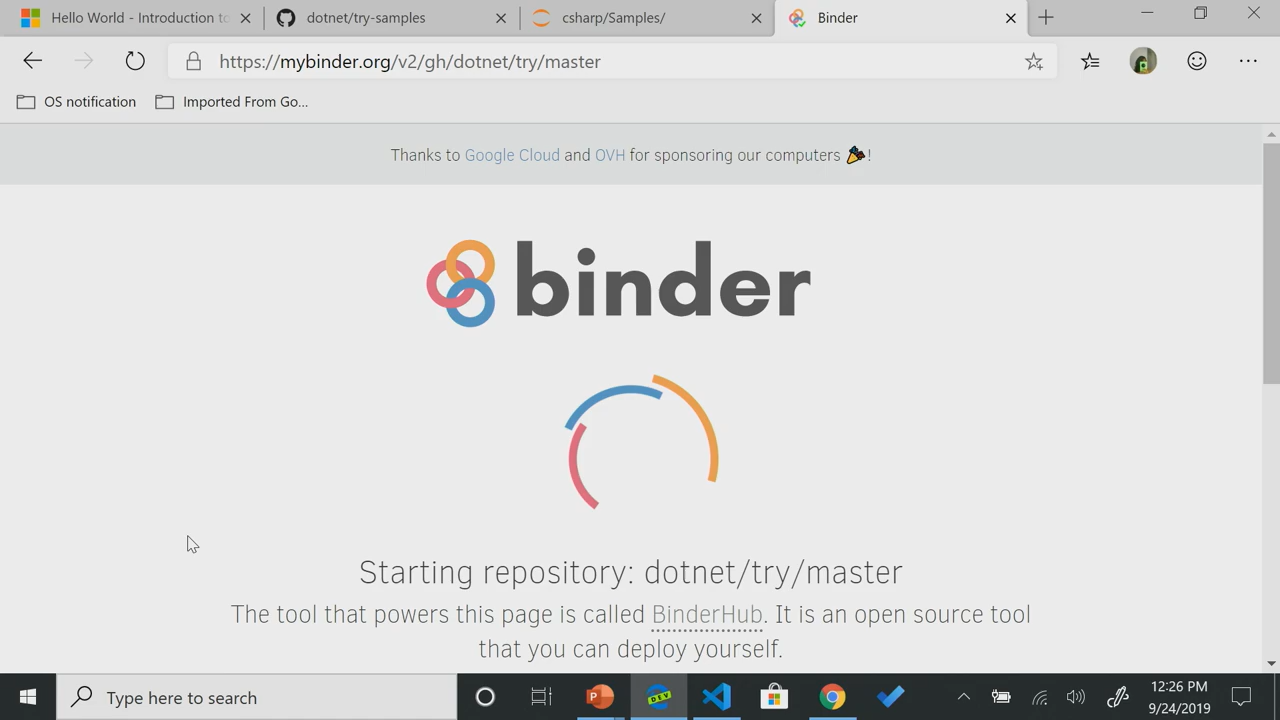 Hello World - Introduction to
dotnet/try-samples
csharp/Samples/
Binder
https://mybinder.org/v2/gh/dotnet/try/master
OS notification
Imported From Go...
Thanks to Google Cloud and OVH for sponsoring our computers 🎉!
binder
Starting repository: dotnet/try/master
The tool that powers this page is called BinderHub. It is an open source tool
that you can deploy yourself.
Type here to search
DEV
12:26 PM
9/24/2019